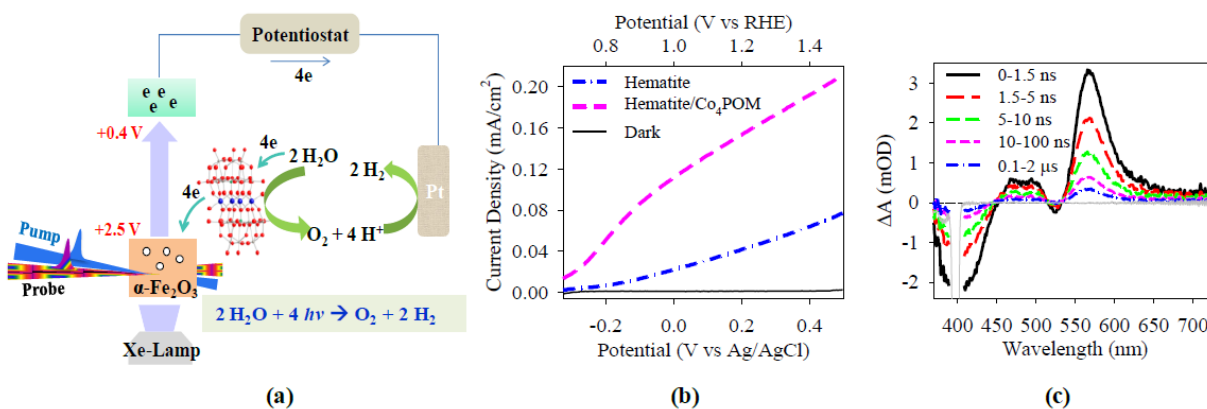 Potentiostat
4e
e e
e e
+0.4 V
4e
2 H₂O
2 H₂
Pt
4e
O₂ + 4 H⁺
+2.5 V
Pump
Probe
α-Fe₂O₃
2 H₂O + 4 hν → O₂ + 2 H₂
Xe-Lamp
(a)
Potential (V vs RHE)
0.8 1.0 1.2 1.4
Current Density (mA/cm²)
0.20
0.16
0.12
0.08
0.04
0.00
Hematite
Hematite/Co₄POM
Dark
-0.2 0.0 0.2 0.4
Potential (V vs Ag/AgCl)
(b)
ΔA (mOD)
3
2
1
0
-1
-2
0-1.5 ns
1.5-5 ns
5-10 ns
10-100 ns
0.1-2 μs
400 450 500 550 600 650 700
Wavelength (nm)
(c)